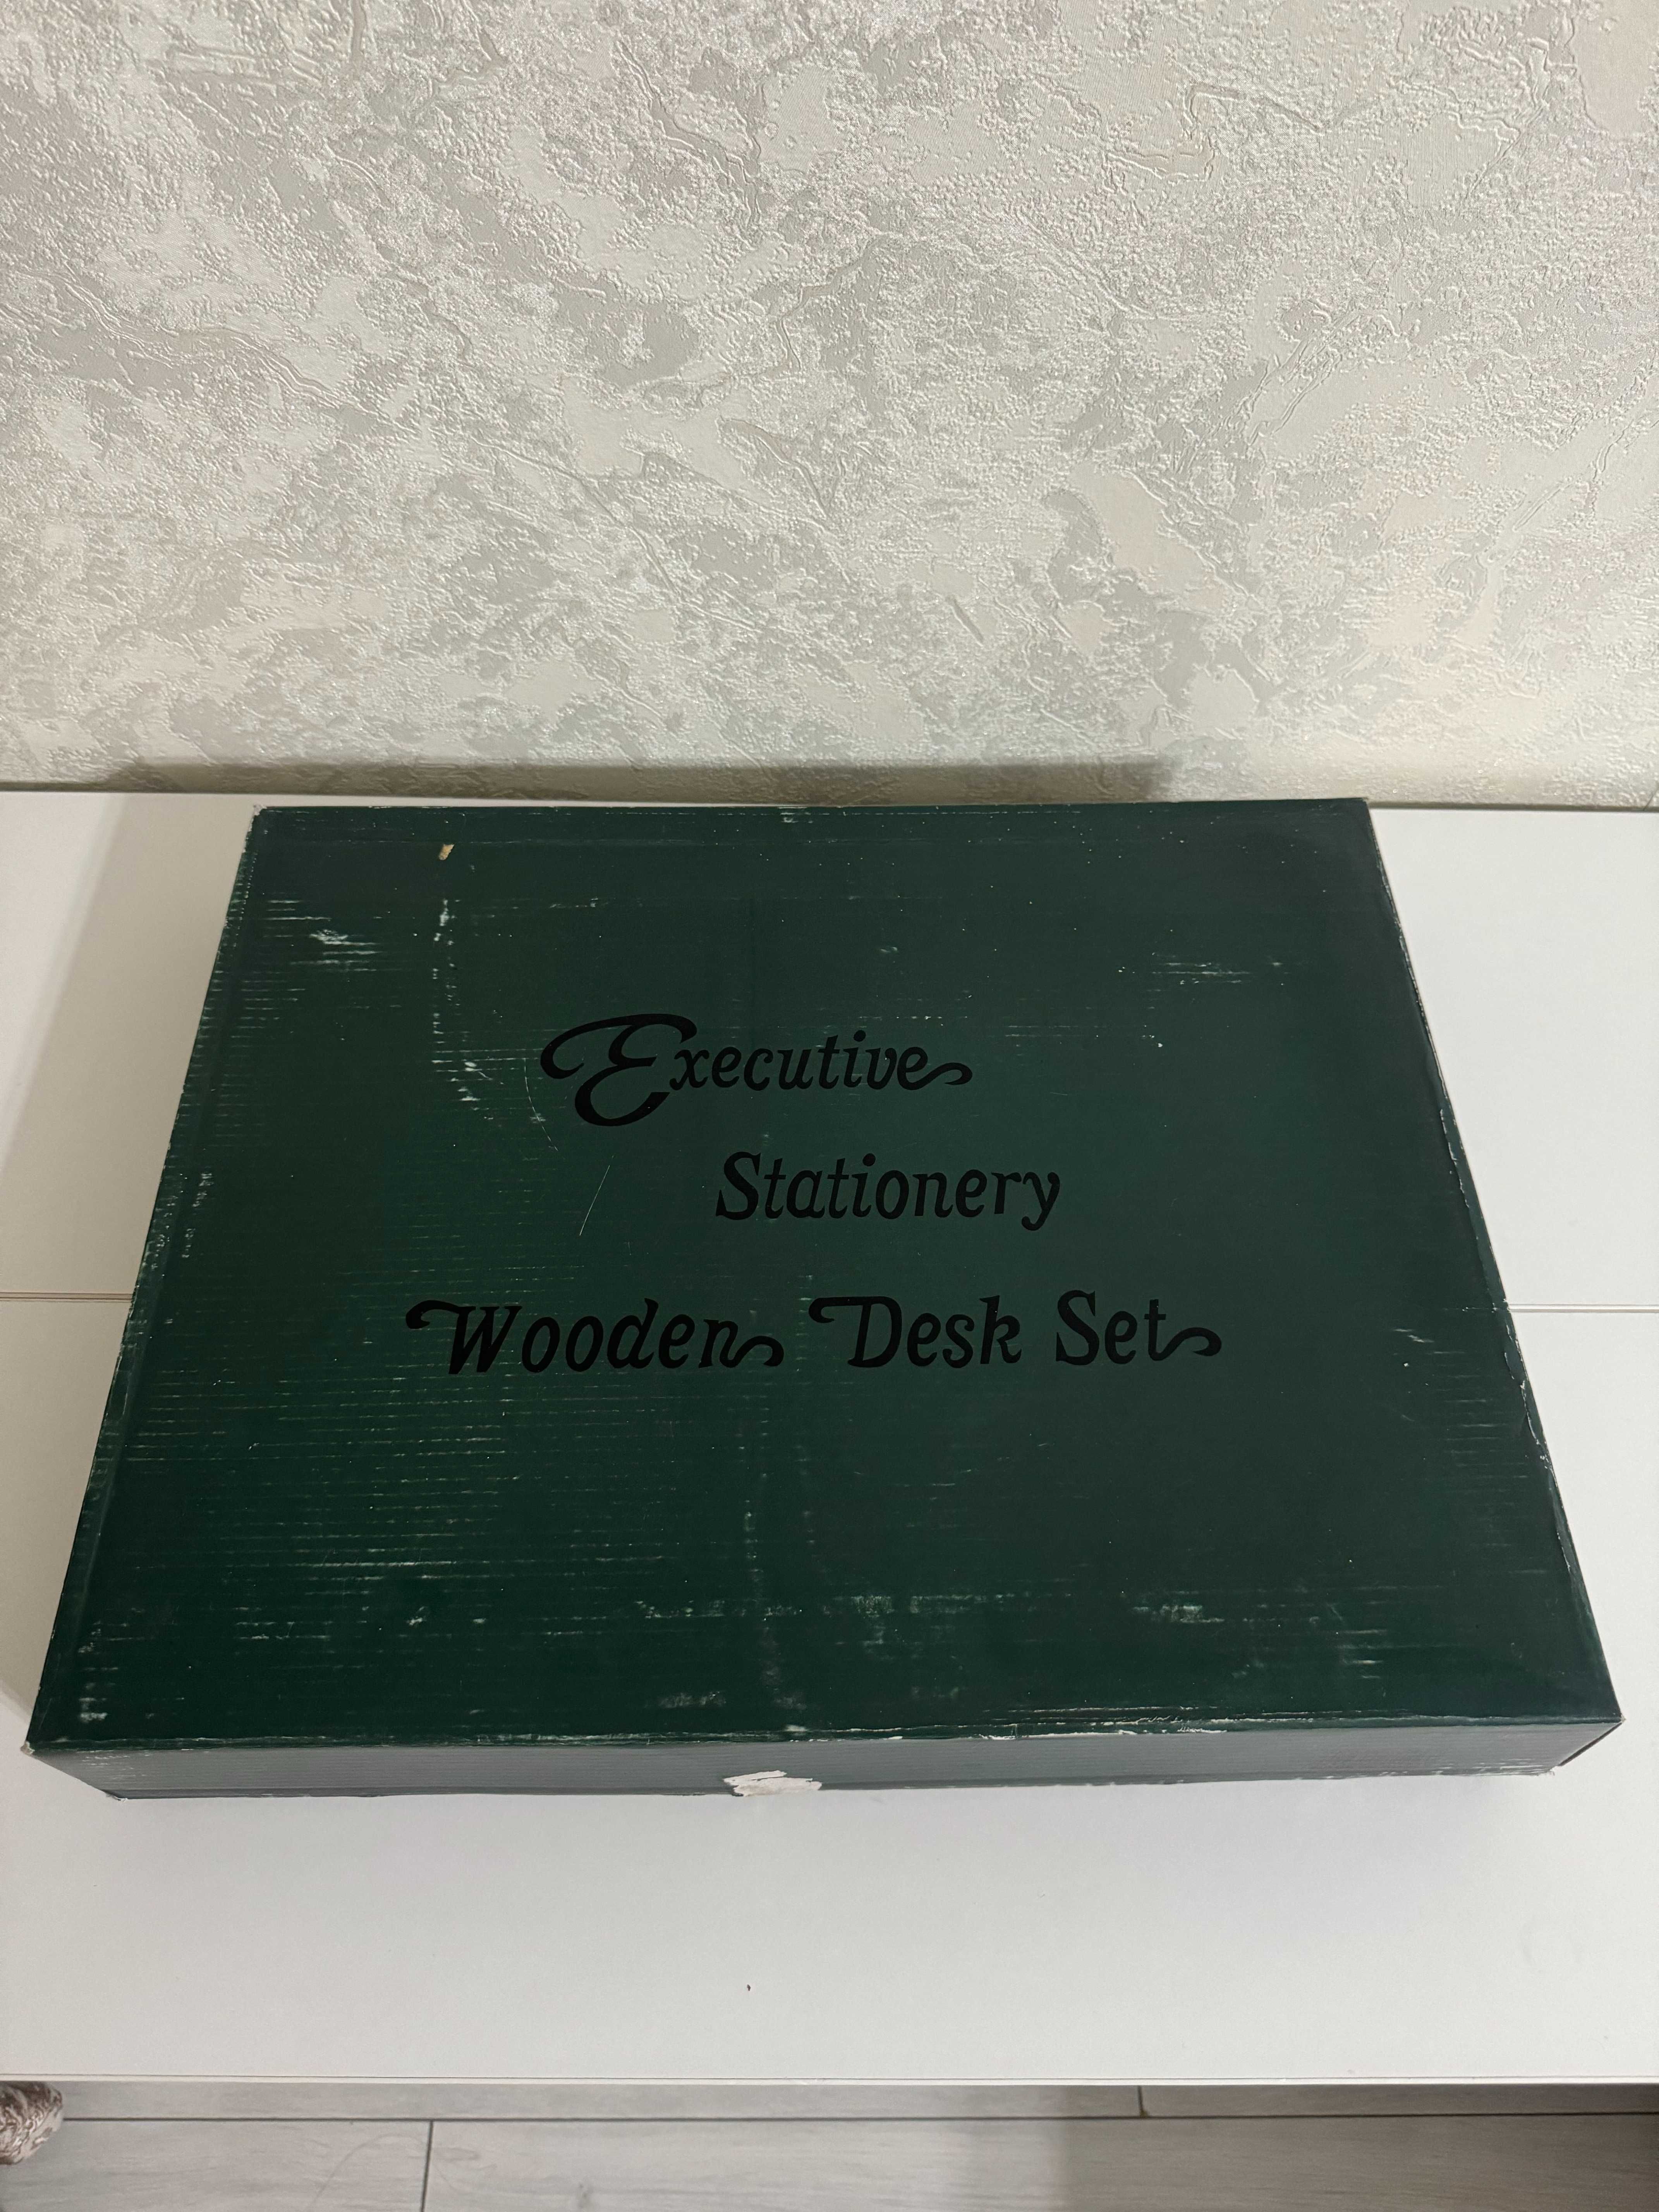 Executive
Stationery
Wooden Desk Set